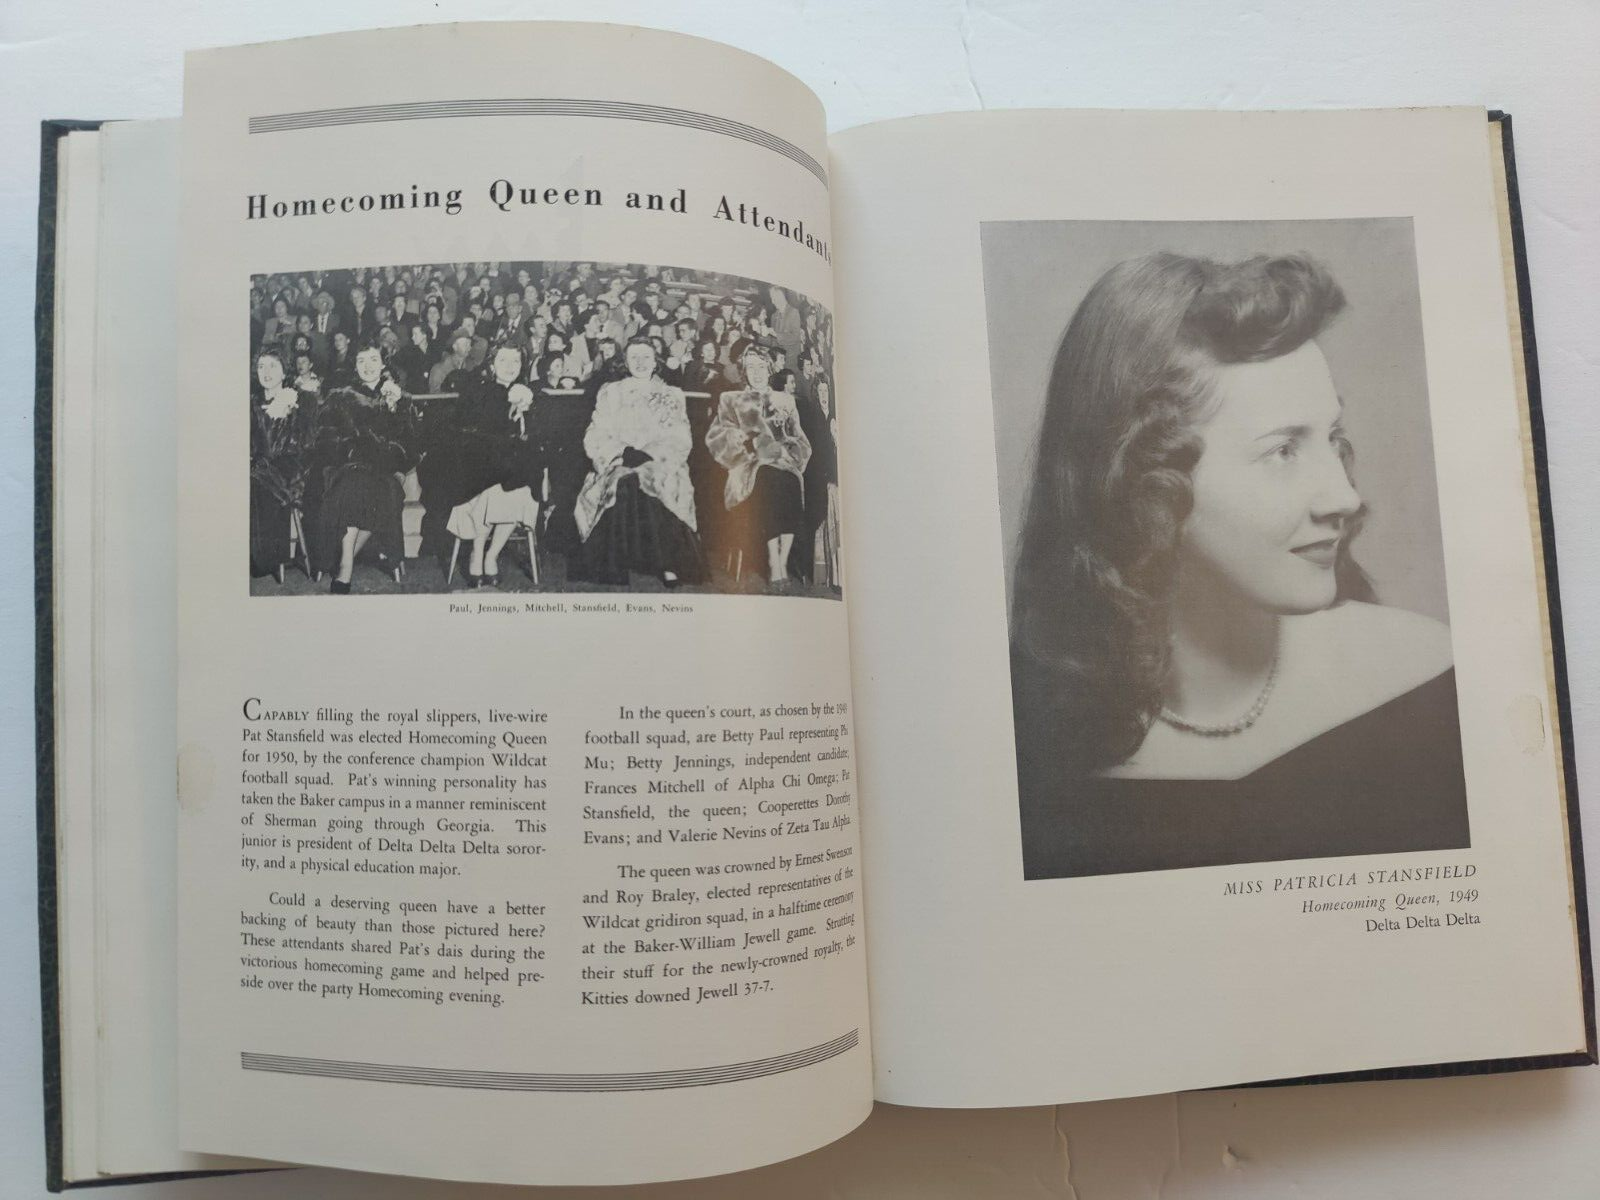 Homecoming Queen and Attendants
Paul, Jennings, Mitchell, Stansfield, Evans, Nevins
CAPABLY filling the royal slippers, live-wire
Pat Stansfield was elected Homecoming Queen
for 1950, by the conference champion Wildcat
football squad. Pat's winning personality has
taken the Baker campus in a manner reminiscent
of Sherman going through Georgia. This
junior is president of Delta Delta Delta soror-
ity, and a physical education major.
Could a deserving queen have a better
backing of beauty than those pictured here?
These attendants shared Pat's dais during the
victorious homecoming game and helped pre-
side over the party Homecoming evening.
In the queen's court, as chosen by the 1949
football squad, are Betty Paul representing Phi
Mu; Betty Jennings, independent candidate;
Frances Mitchell of Alpha Chi Omega; Pat
Stansfield, the queen; Cooperettes Dorothy
Evans; and Valerie Nevins of Zeta Tau Alpha.
The queen was crowned by Ernest Swenson
and Roy Braley, elected representatives of the
Wildcat gridiron squad, in a halftime ceremony
at the Baker-William Jewell game. Strutting
their stuff for the newly-crowned royalty, the
Kitties downed Jewell 37-7.
MISS PATRICIA STANSFIELD
Homecoming Queen, 1949
Delta Delta Delta